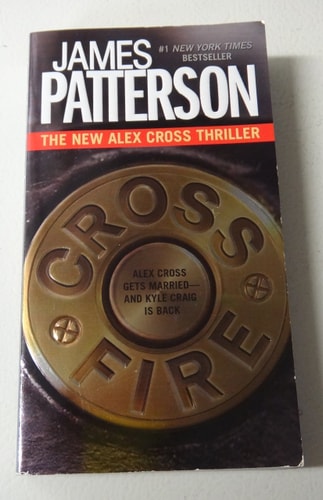 JAMES
#1 NEW YORK TIMES
BESTSELLER
PATTERSON
THE NEW ALEX CROSS THRILLER
CROSS
ALEX CROSS
GETS MARRIED—
AND KYLE CRAIG
IS BACK
FIRE